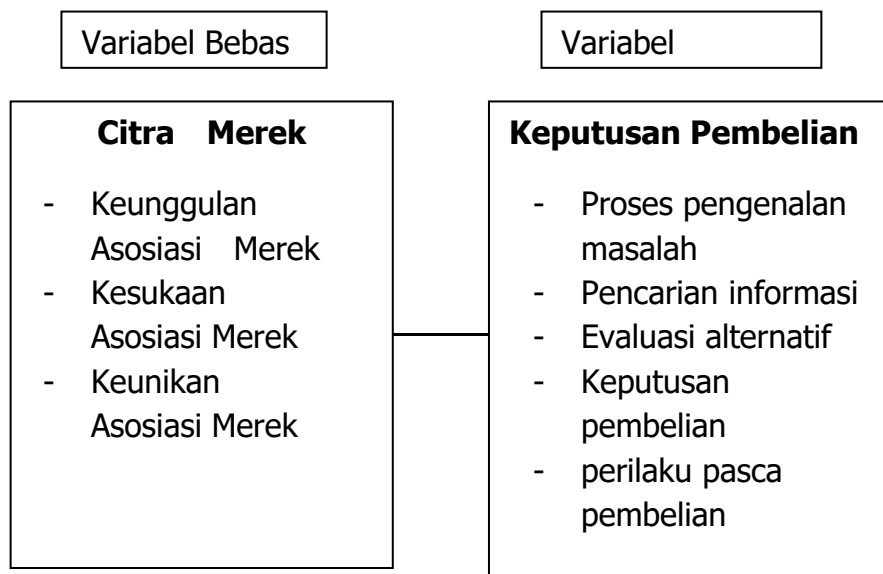 Variabel Bebas
Variabel
Citra Merek
- Keunggulan
Asosiasi Merek
- Kesukaan
Asosiasi Merek
- Keunikan
Asosiasi Merek
Keputusan Pembelian
- Proses pengenalan
masalah
- Pencarian informasi
- Evaluasi alternatif
- Keputusan
pembelian
- perilaku pasca
pembelian